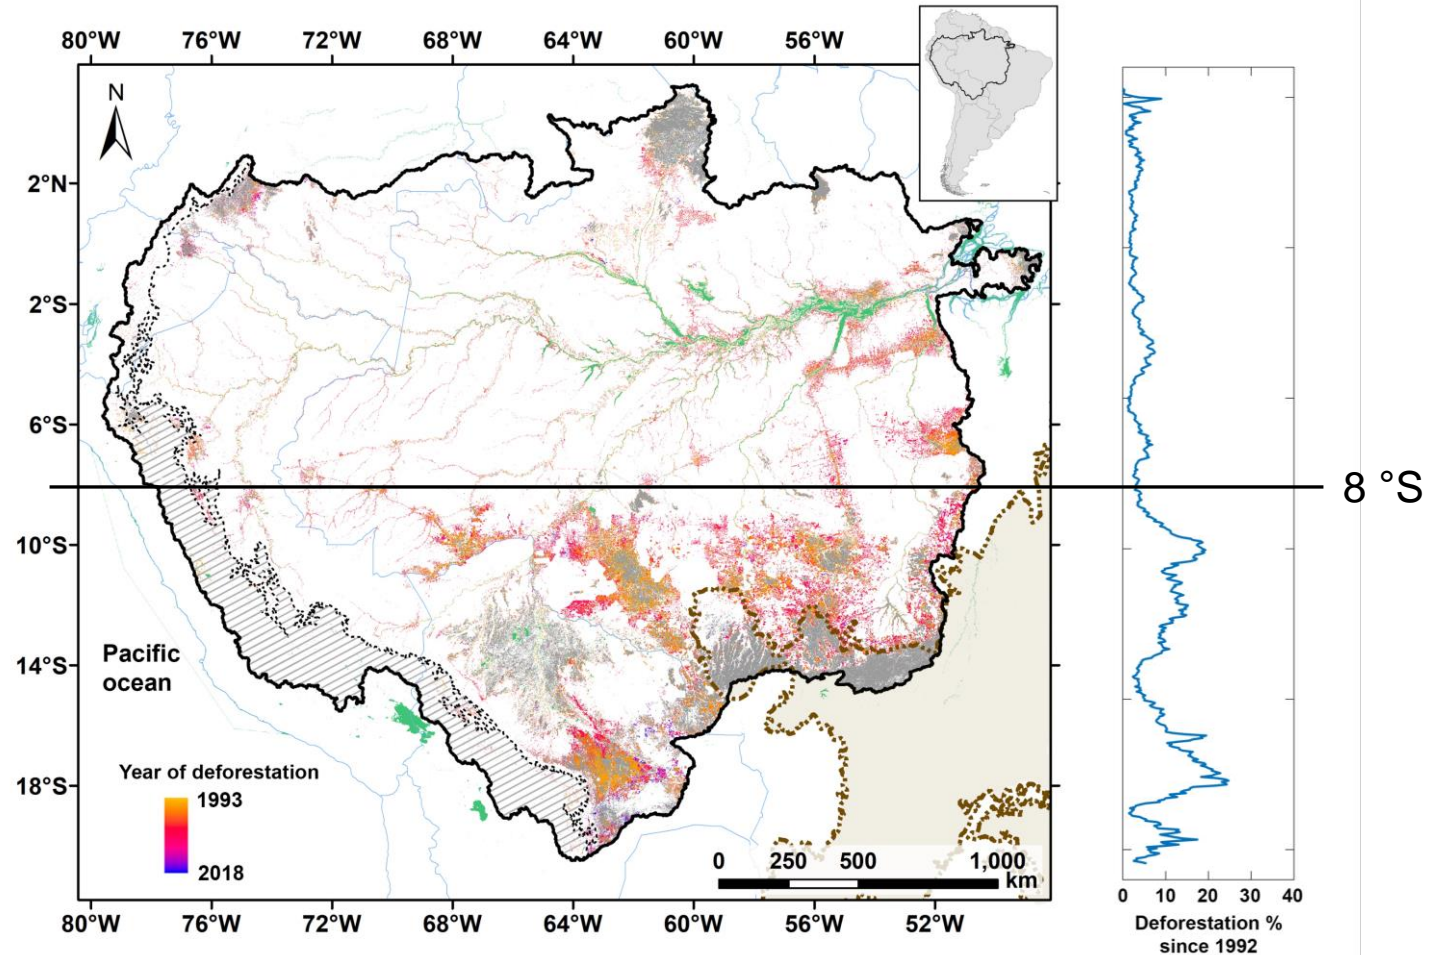 80°W 76°W 72°W 68°W 64°W 60°W 56°W
N
2°N
2°S
6°S
8 °S
10°S
14°S
18°S
Pacific
ocean
Year of deforestation
1993
2018
0 250 500 1,000
km
80°W 76°W 72°W 68°W 64°W 60°W 56°W 52°W
0 10 20 30 40
Deforestation %
since 1992